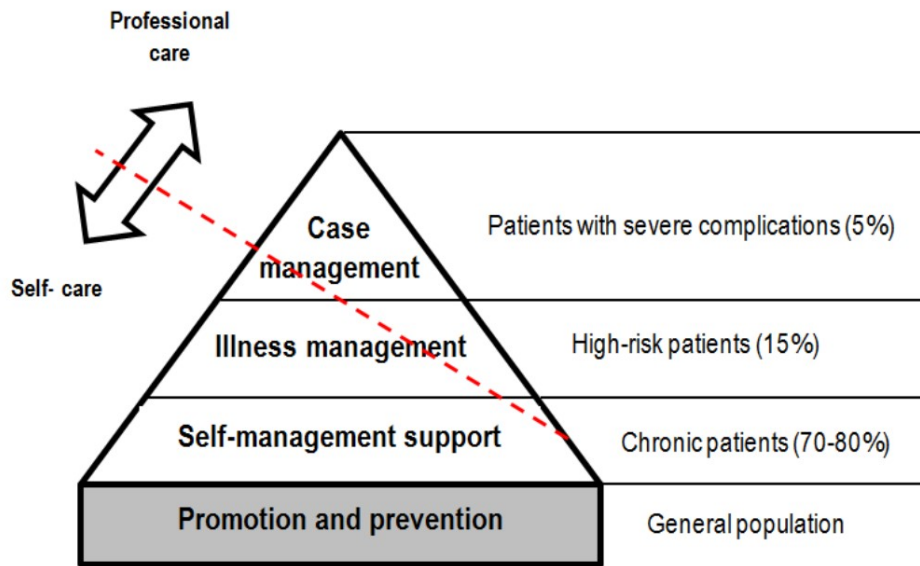 Professional
care
Self- care
Case
management
Patients with severe complications (5%)
Illness management
High-risk patients (15%)
Self-management support
Chronic patients (70-80%)
Promotion and prevention
General population